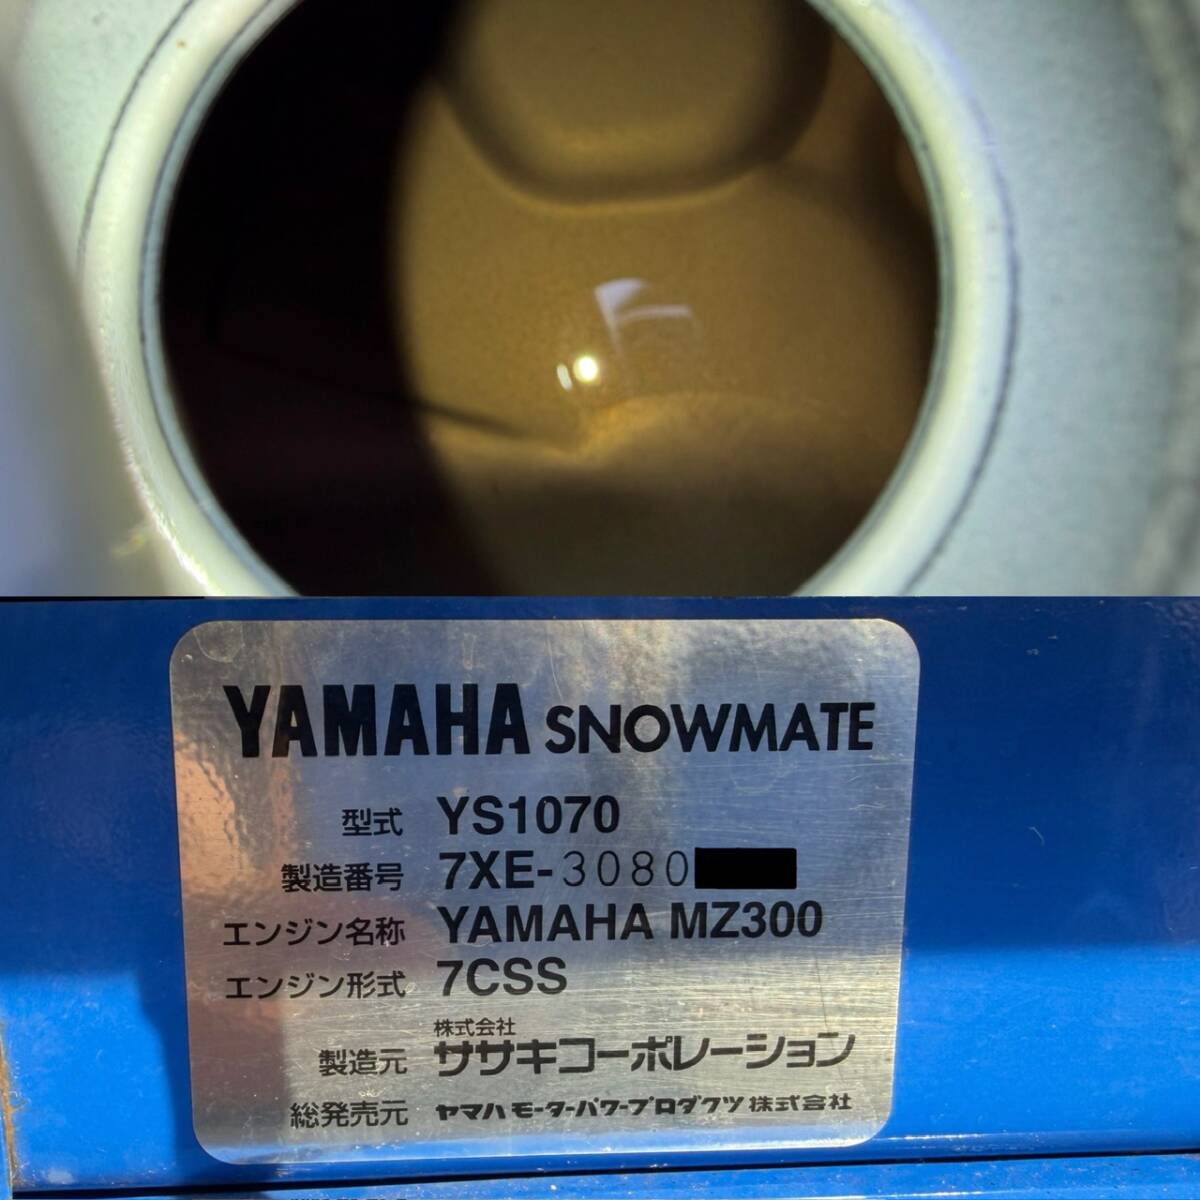 YAMAHA SNOWMATE
型式 YS1070
製造番号 7XE-3080
エンジン名称 YAMAHA MZ300
エンジン形式 7CSS
株式会社
製造元 ササキコーポレーション
総発売元 ヤマハモーターパワープロダクツ株式会社